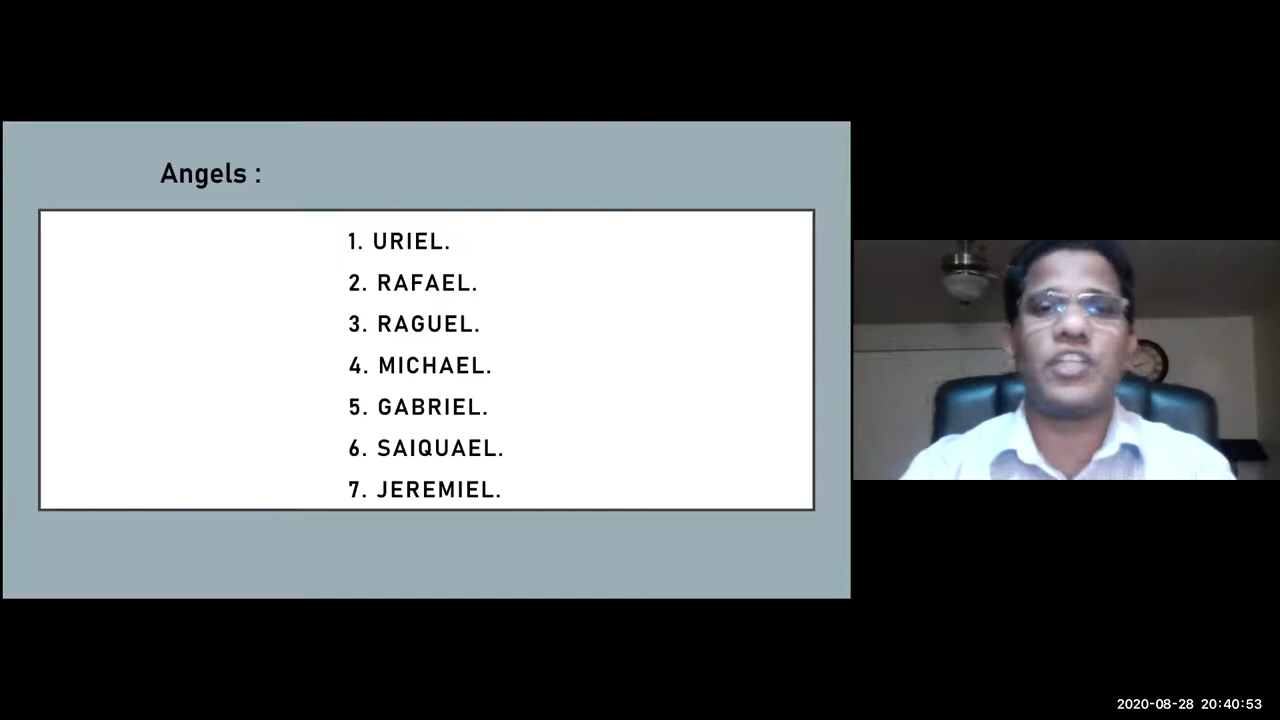 Angels :
1. URIEL.
2. RAFAEL.
3. RAGUEL.
4. MICHAEL.
5. GABRIEL.
6. SAIQUAEL.
7. JEREMIEL.
2020-08-28 20:40:53